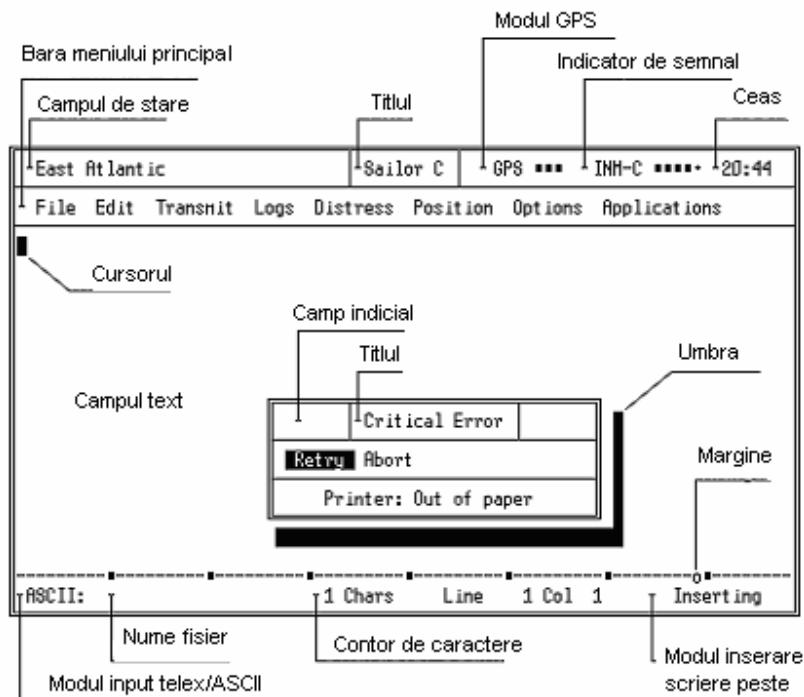 Modul GPS
Bara meniului principal
Indicator de semnal
Campul de stare
Titlul
Ceas
East Atlantic Sailor C GPS INM-C 20:44
File Edit Transmit Logs Distress Position Options Applications
Cursorul
Camp indicial
Titlul
Umbra
Campul text
Critical Error
Retry Abort
Margine
Printer: Out of paper
ASCII: 1 Chars Line 1 Col 1 Inserting
Nume fisier
Contor de caractere
Modul inserare
scriere peste
Modul input telex/ASCII